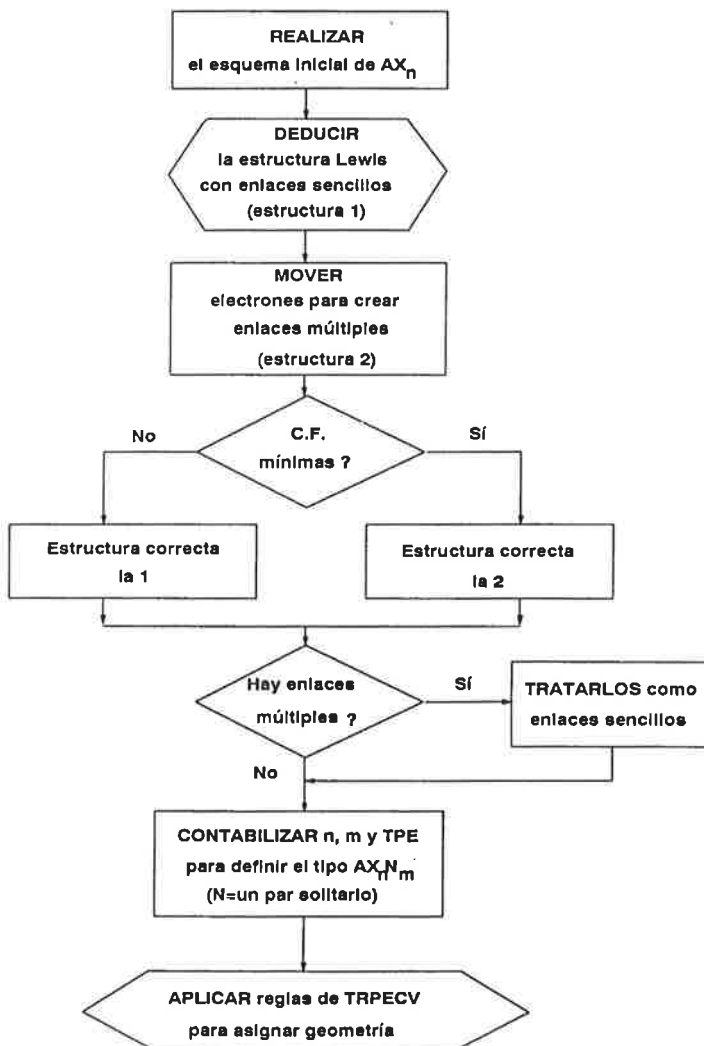 REALIZAR
el esquema inicial de AXn
DEDUCIR
la estructura Lewis
con enlaces sencillos
(estructura 1)
MOVER
electrones para crear
enlaces múltiples
(estructura 2)
No
C.F.
mínimas ?
Sí
Estructura correcta
la 1
Estructura correcta
la 2
Hay enlaces
múltiples ?
Sí
TRATARLOS como
enlaces sencillos
No
CONTABILIZAR n, m y TPE
para definir el tipo AXnNm
(N=un par solitario)
APLICAR reglas de TRPECV
para asignar geometría